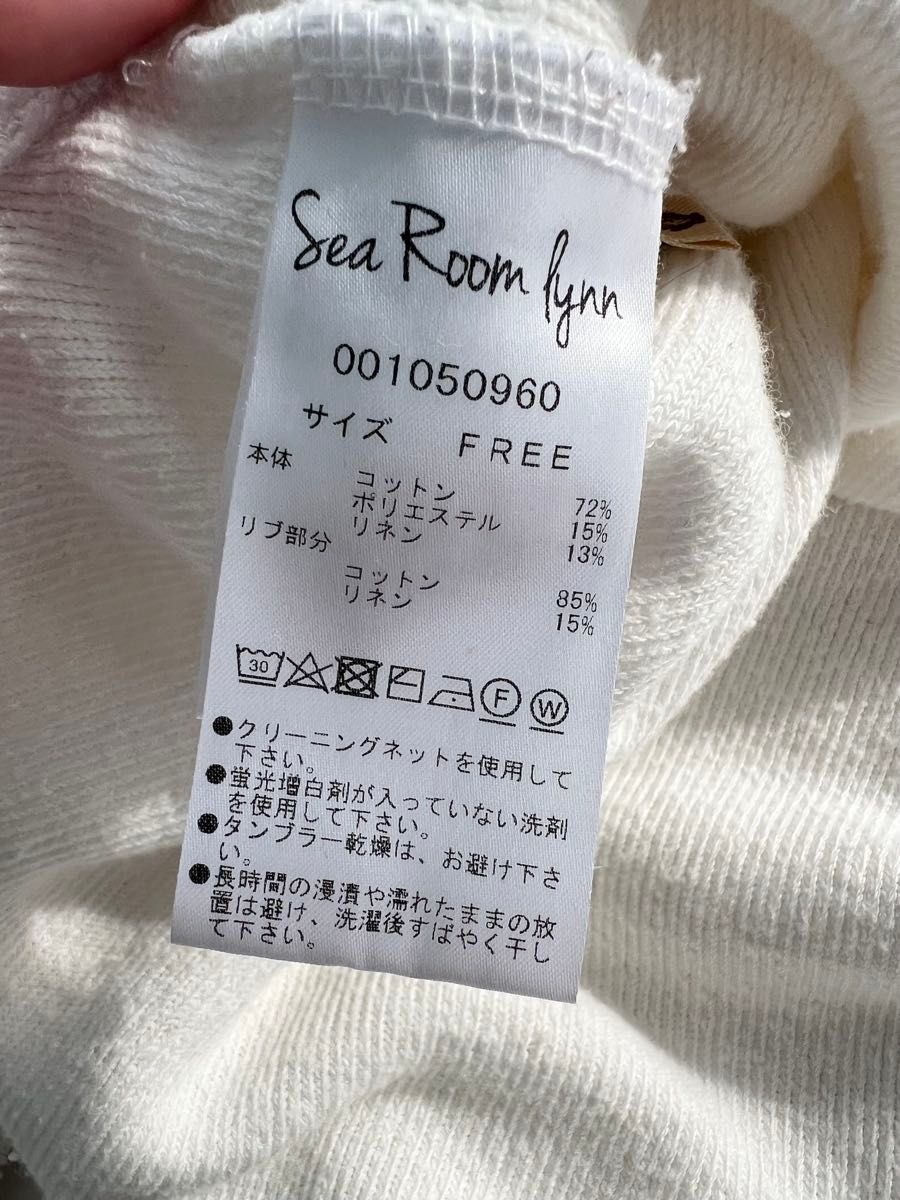 Sea Room lynn
001050960
サイズ FREE
本体
コットン 72%
ポリエステル 15%
リネン 13%
リブ部分
コットン 85%
リネン 15%
30 F W
●クリーニングネットを使用して
下さい。
●蛍光増白剤が入っていない洗剤
を使用して下さい。
●タンブラー乾燥は、お避け下さ
い。
●長時間の浸漬や濡れたままの放
置は避け、洗濯後すばやく干し
て下さい。